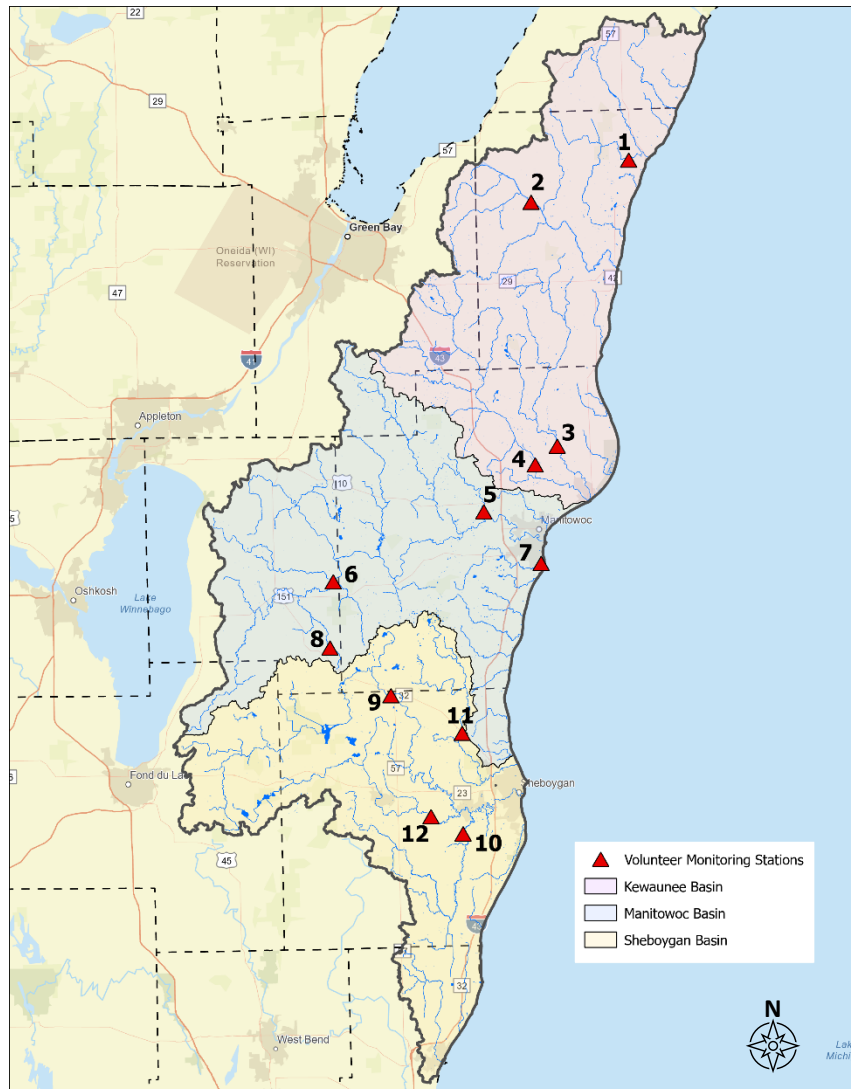 22
57
29
1
57
2
Green Bay
Oneida (WI)
Reservation
29
42
47
43
41
Appleton
3
4
10
5
Manitowoc
7
6
Oshkosh
Lake
Winnebago
151
8
9
32
11
57
Fond du Lac
23
Sheboygan
12
10
45
Volunteer Monitoring Stations
Kewaunee Basin
Manitowoc Basin
Sheboygan Basin
43
32
West Bend
N
Lake
Michi